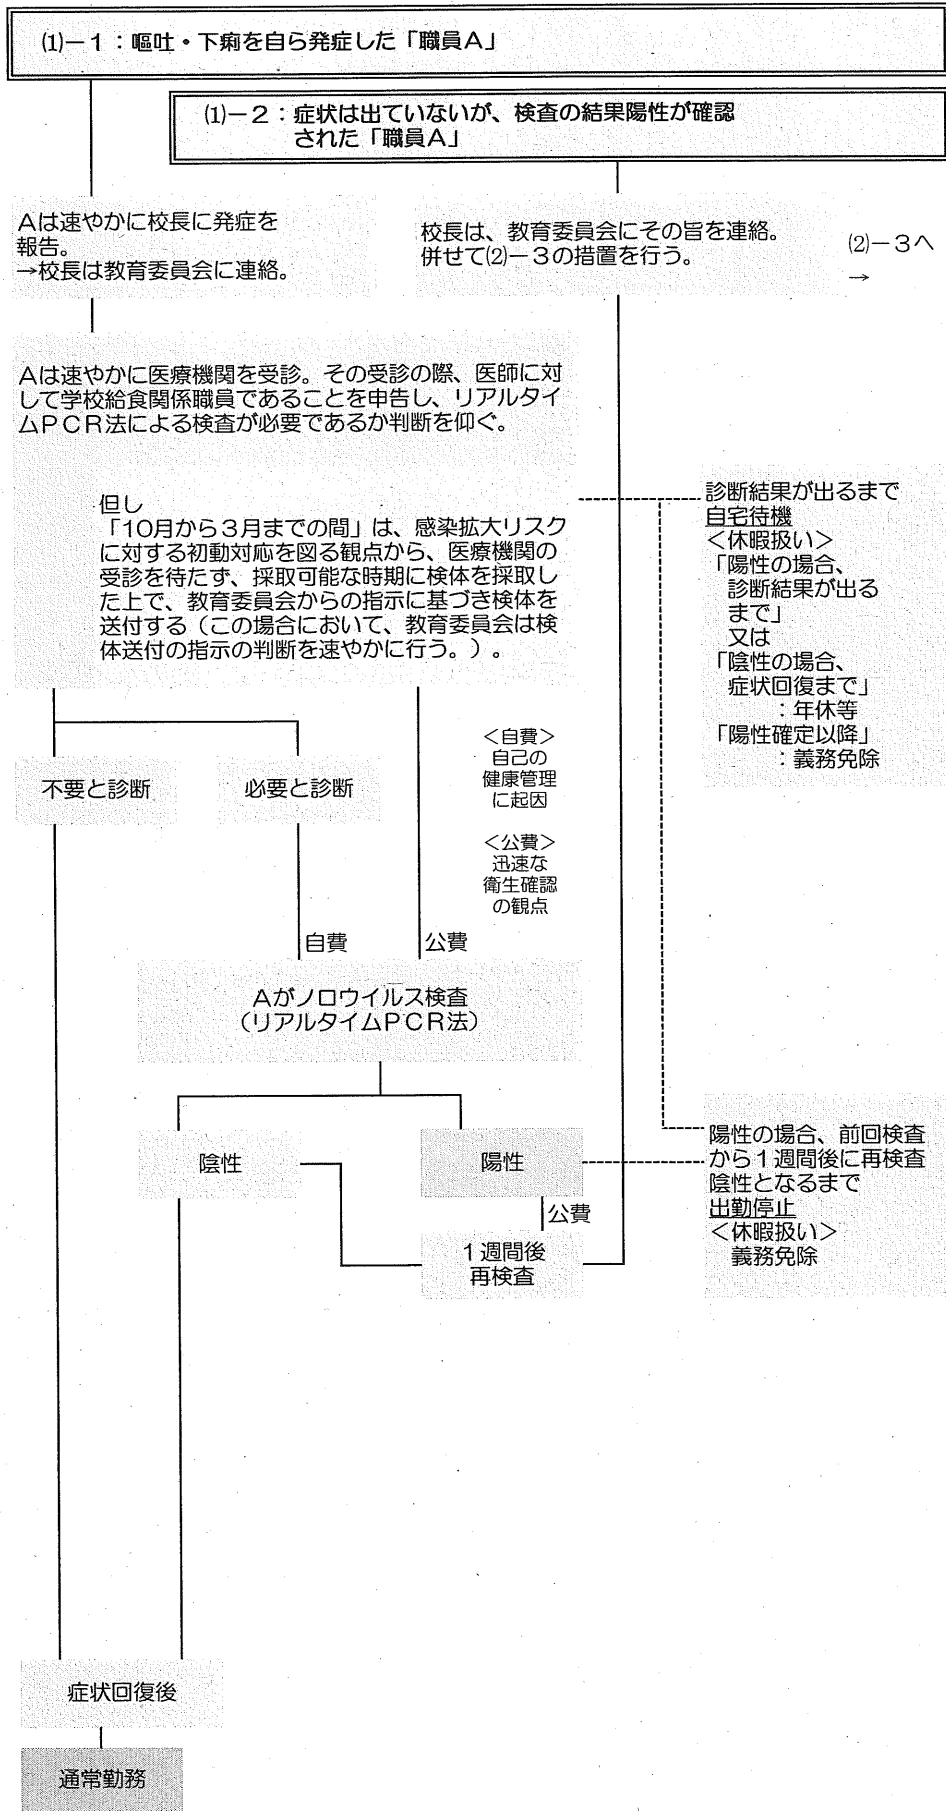 ⑴－１：嘔吐・下痢を自ら発症した「職員Ａ」
⑴－２：症状は出ていないが、検査の結果陽性が確認
された「職員Ａ」
Ａは速やかに校長に発症を
報告。
→校長は教育委員会に連絡。
校長は、教育委員会にその旨を連絡。
併せて⑵－３の措置を行う。
⑵－３へ
→
Ａは速やかに医療機関を受診。その受診の際、医師に対
して学校給食関係職員であることを申告し、リアルタイ
ムＰＣＲ法による検査が必要であるか判断を仰ぐ。
但し
「10月から３月までの間」は、感染拡大リスク
に対する初動対応を図る観点から、医療機関の
受診を待たず、採取可能な時期に検体を採取し
た上で、教育委員会からの指示に基づき検体を
送付する（この場合において、教育委員会は検
体送付の指示の判断を速やかに行う。）。
診断結果が出るまで
自宅待機
＜休暇扱い＞
「陽性の場合、
診断結果が出る
まで」
又は
「陰性の場合、
症状回復まで」
：年休等
「陽性確定以降」
：義務免除
不要と診断
必要と診断
＜自費＞
自己の
健康管理
に起因
＜公費＞
迅速な
衛生確認
の観点
自費
公費
Ａがノロウイルス検査
（リアルタイムＰＣＲ法）
陰性
陽性
陽性の場合、前回検査
から１週間後に再検査
陰性となるまで
出勤停止
＜休暇扱い＞
義務免除
公費
１週間後
再検査
症状回復後
通常勤務